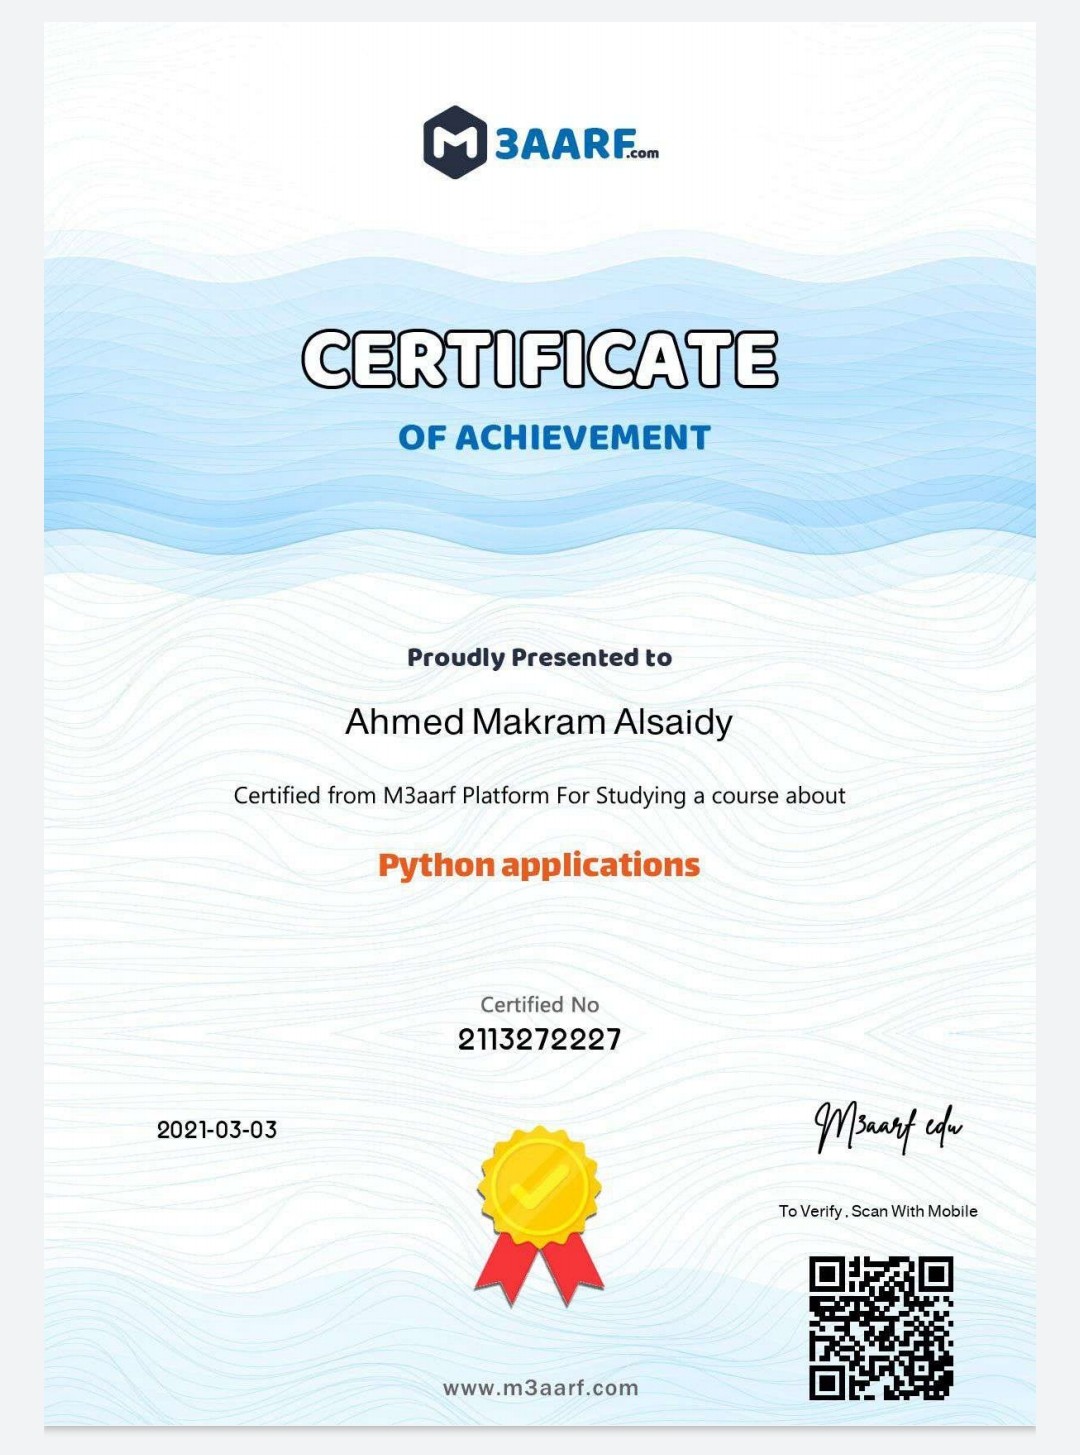 M 3AARF.com
CERTIFICATE
OF ACHIEVEMENT
Proudly Presented to
Ahmed Makram Alsaidy
Certified from M3aarf Platform For Studying a course about
Python applications
Certified No
2113272227
2021-03-03
M3aarf edu
To Verify , Scan With Mobile
www.m3aarf.com